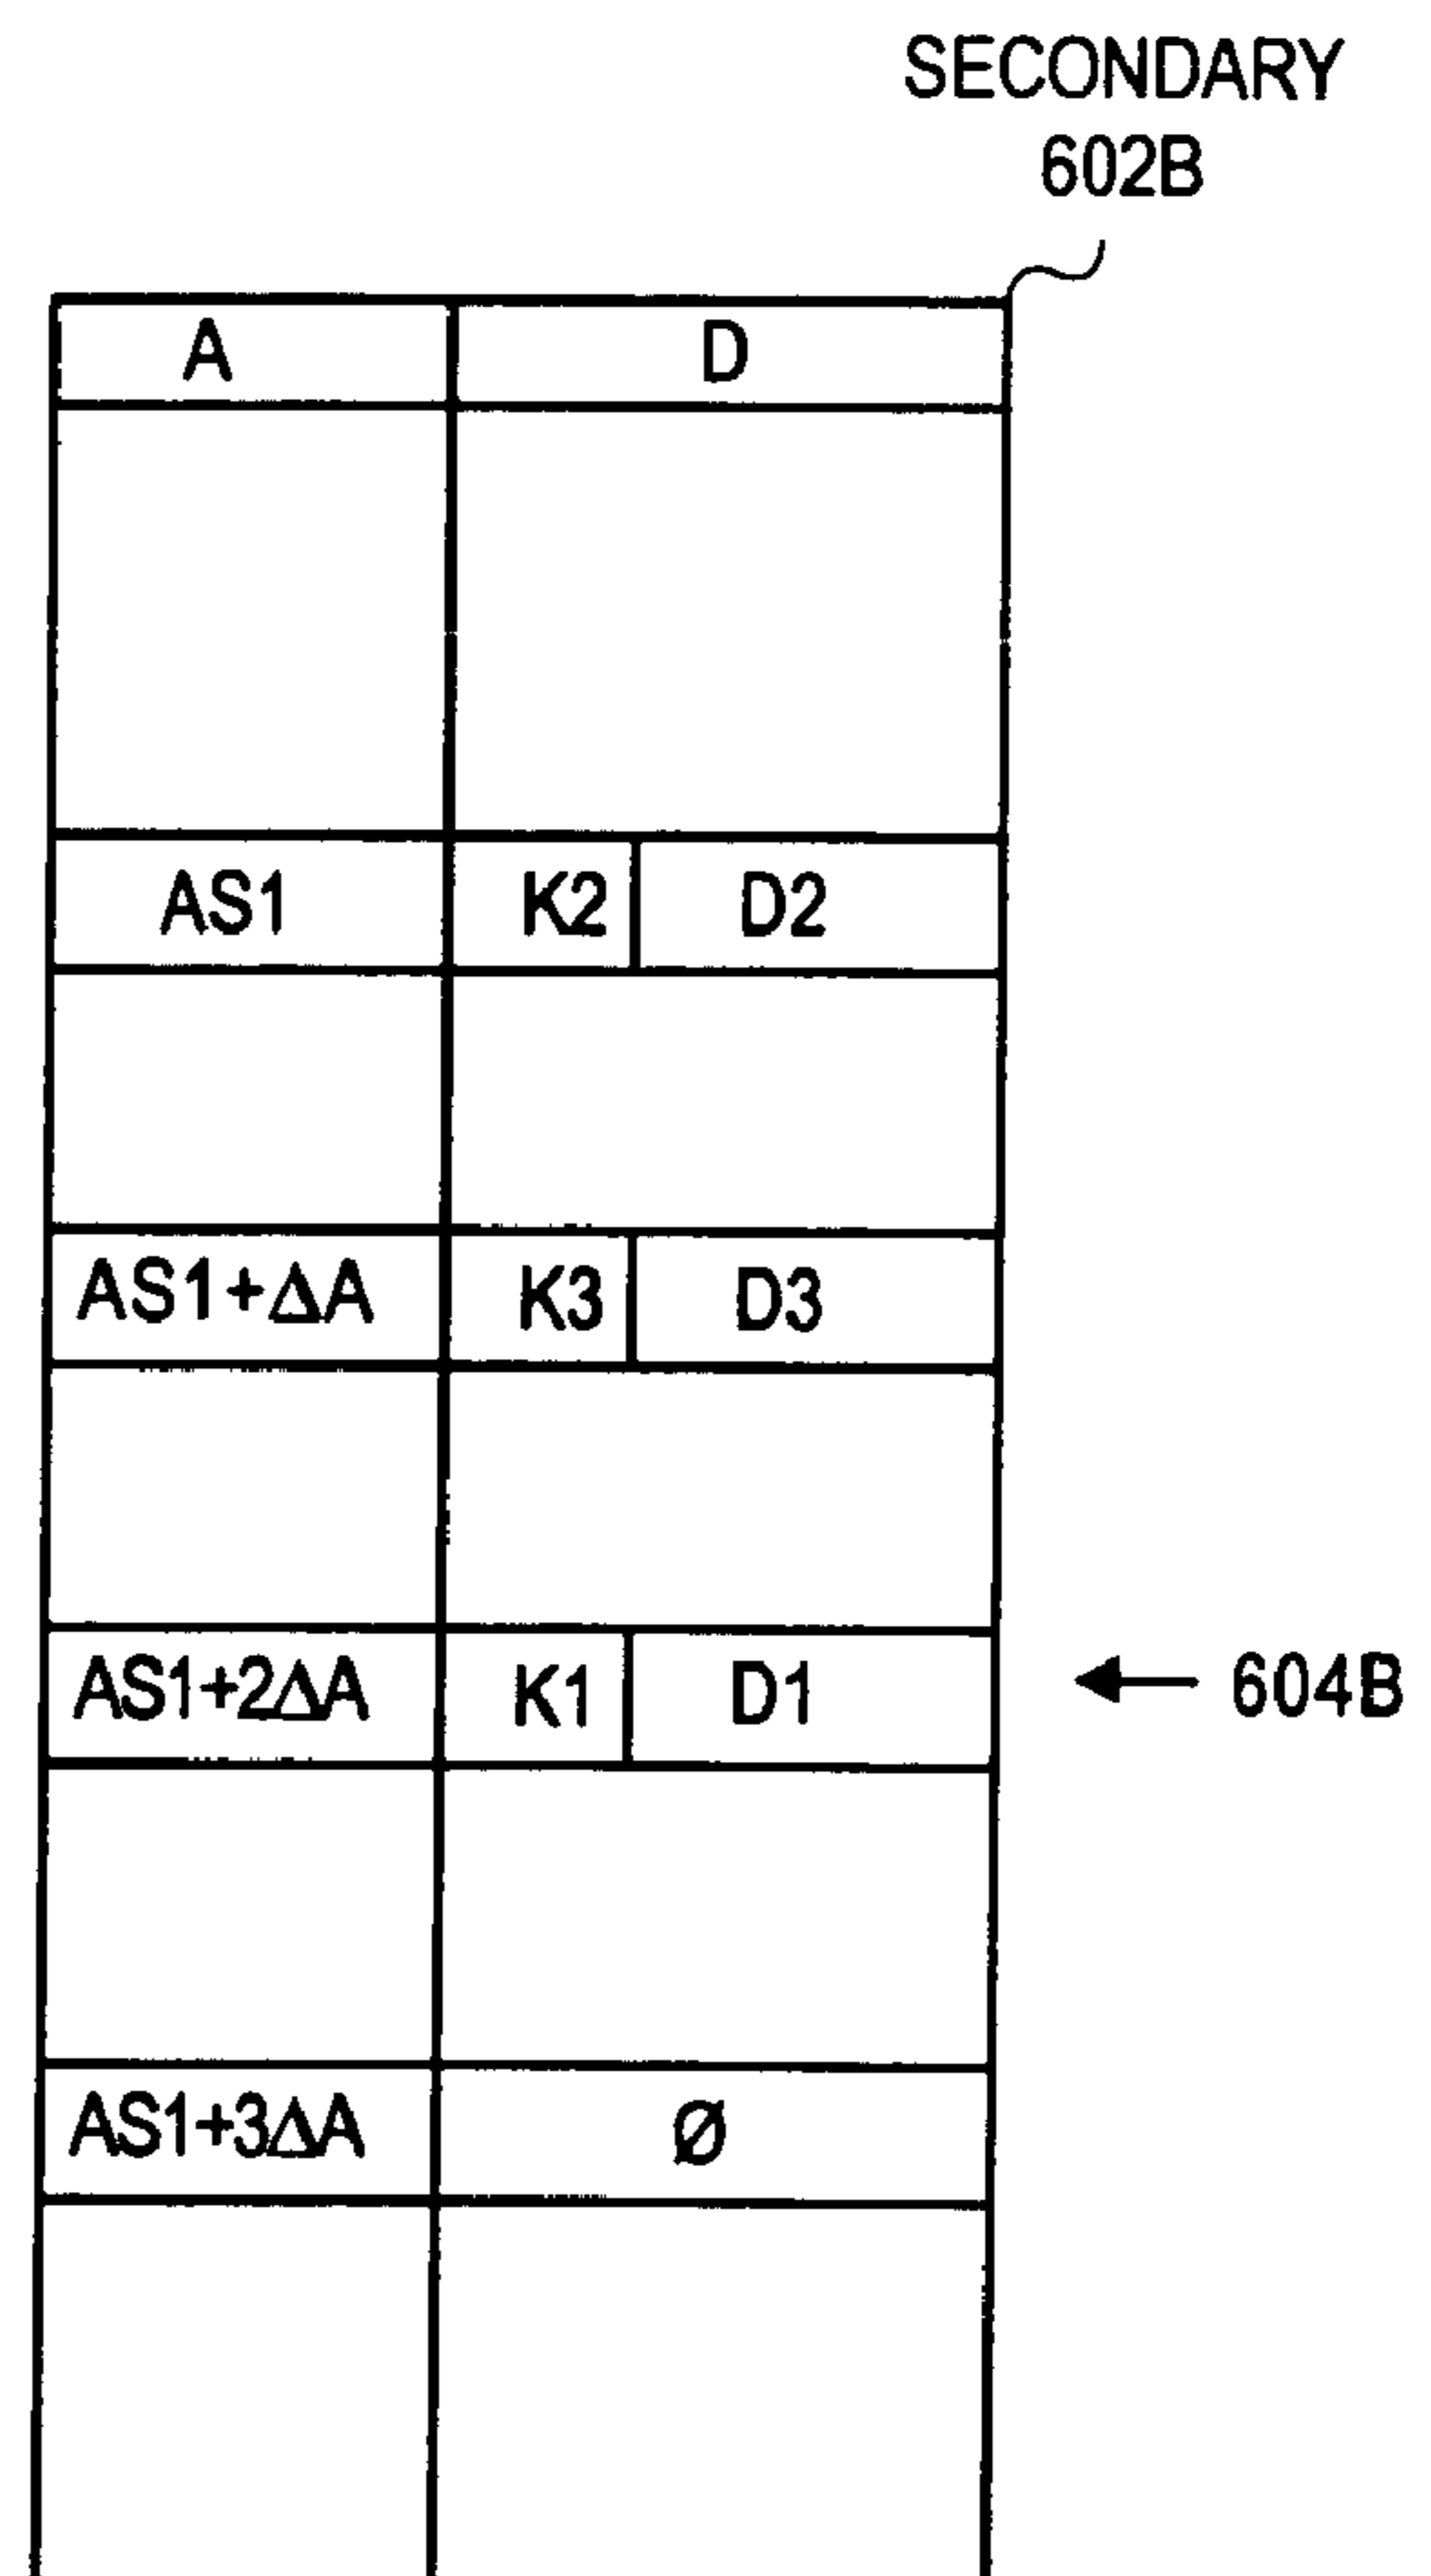 SECONDARY
602B
A D
AS1 K2 D2
AS1+ΔA K3 D3
AS1+2ΔA K1 D1 604B
AS1+3ΔA Ø